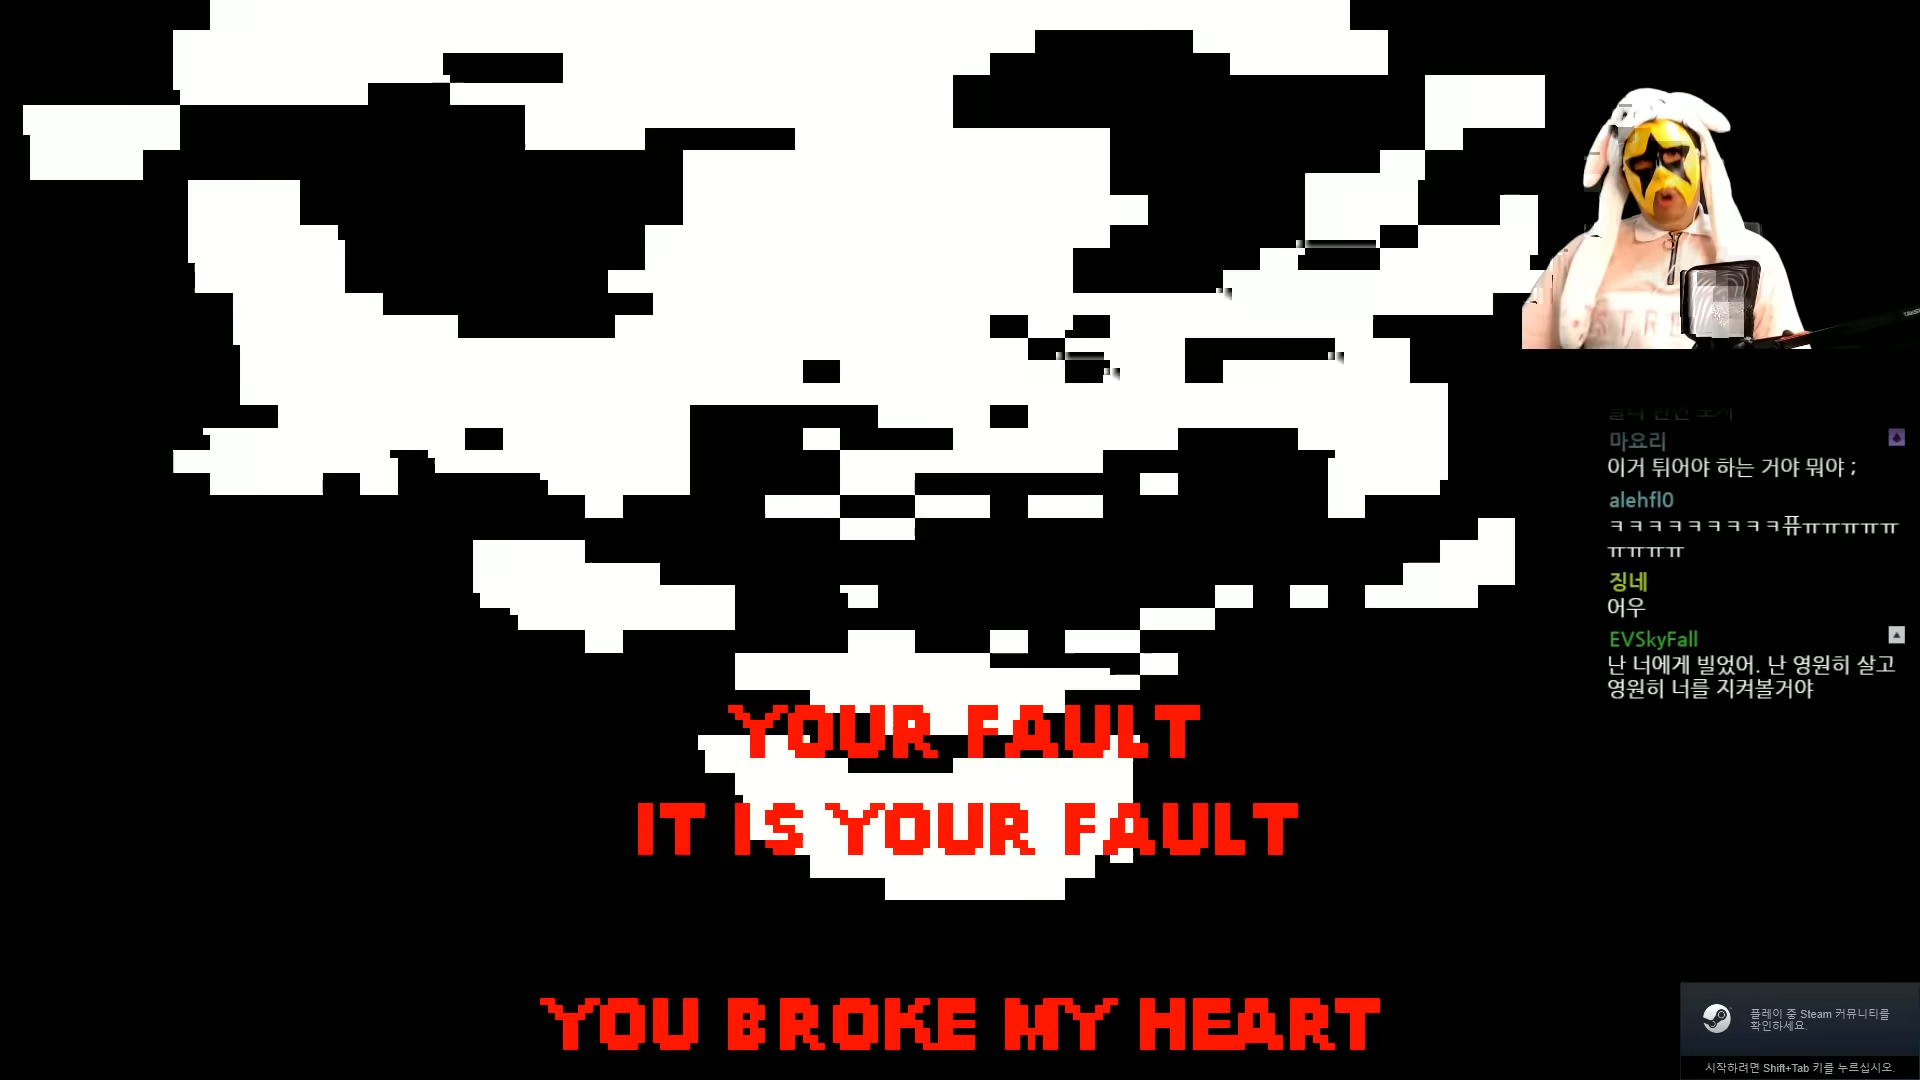 YOUR FAULT
IT IS YOUR FAULT
YOU BROKE MY HEART
마요리
이거 튀어야 하는 거야 뭐야 ;
alehfl0
ㅋㅋㅋㅋㅋㅋㅋㅋㅋ퓨ㅠㅠㅠㅠㅠ
ㅠㅠㅠㅠ
징네
어우
EVSkyFall
난 너에게 빌었어. 난 영원히 살고
영원히 너를 지켜볼거야
플레이 중 Steam 커뮤니티를
확인하세요.
시작하려면 Shift+Tab 키를 누르십시오.